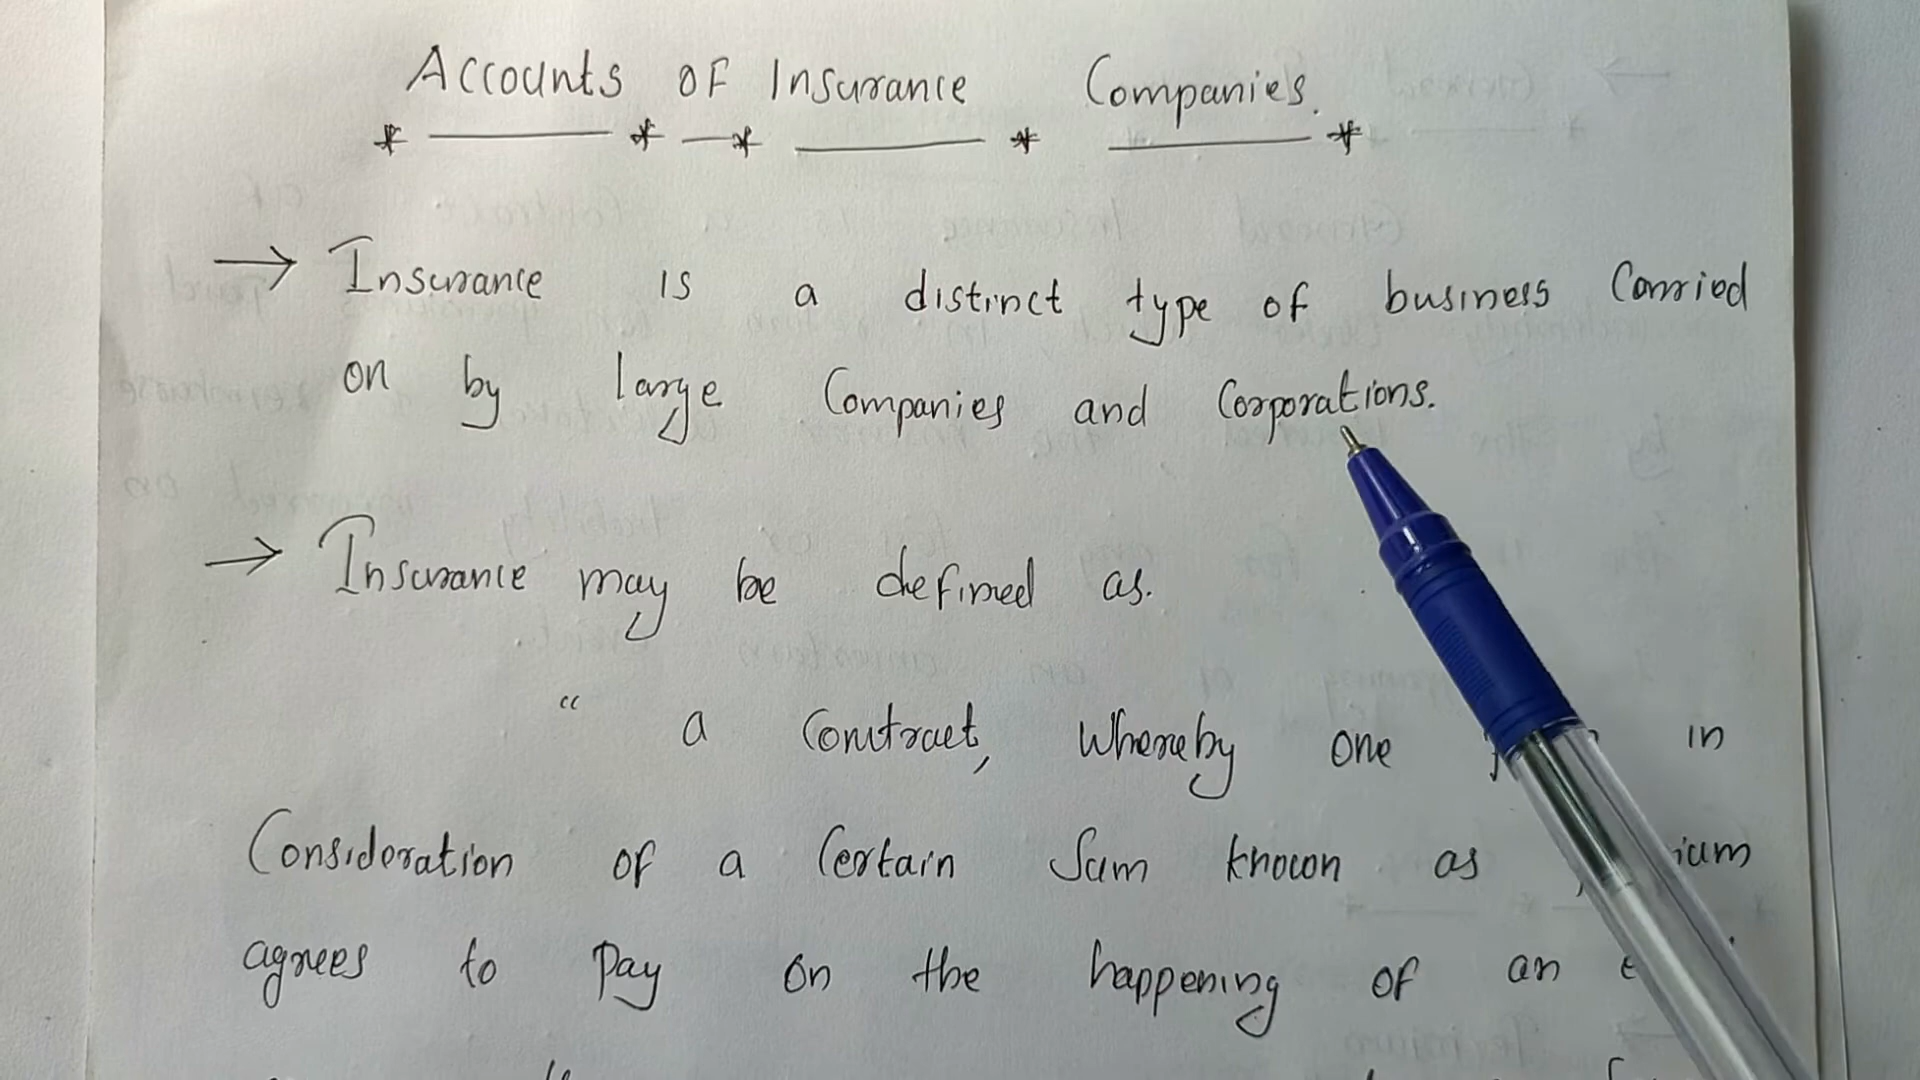 Accounts OF Insurance Companies.
→ Insurance is a distinct type of business Carried
on by large Companies and Corporations.
→ Insurance may be defined as.
“ a Contract, Whereby one in
Consideration of a Certain Sum known as
agrees to Pay on the happening of an